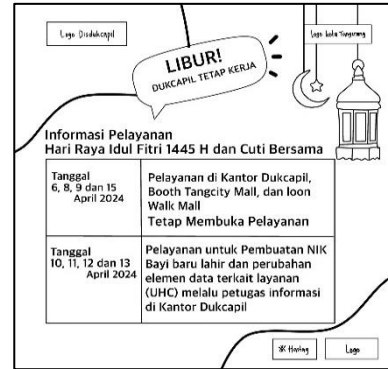 Logo Disdukcapil
Logo kota Tangerang
LIBUR!
DUKCAPIL TETAP KERJA
Informasi Pelayanan
Hari Raya Idul Fitri 1445 H dan Cuti Bersama
Tanggal
6, 8, 9 dan 15
April 2024
Pelayanan di Kantor Dukcapil,
Booth Tangcity Mall, dan loon
Walk Mall
Tetap Membuka Pelayanan
Tanggal
10, 11, 12 dan 13
April 2024
Pelayanan untuk Pembuatan NIK
Bayi baru lahir dan perubahan
elemen data terkait layanan
(UHC) melalu petugas informasi
di Kantor Dukcapil
Logo